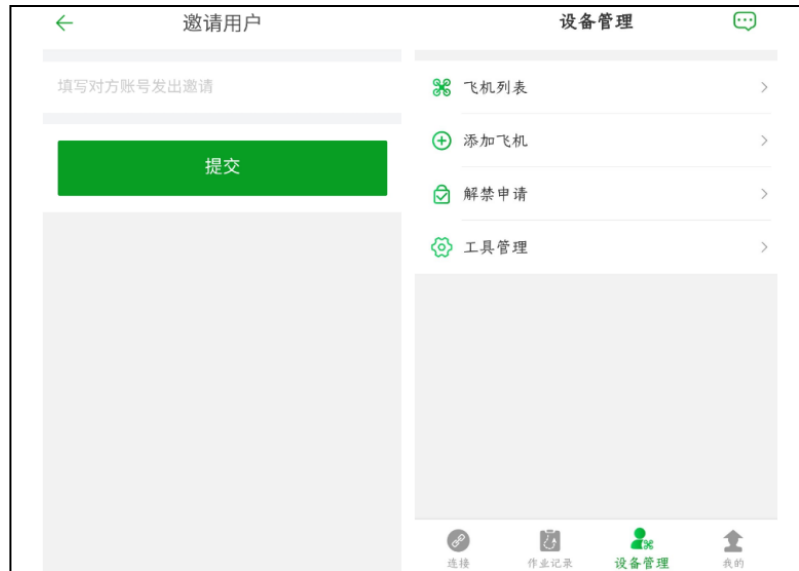 邀请用户
填写对方账号发出邀请
提交
设备管理
飞机列表
添加飞机
解禁申请
工具管理
连接
作业记录
设备管理
我的